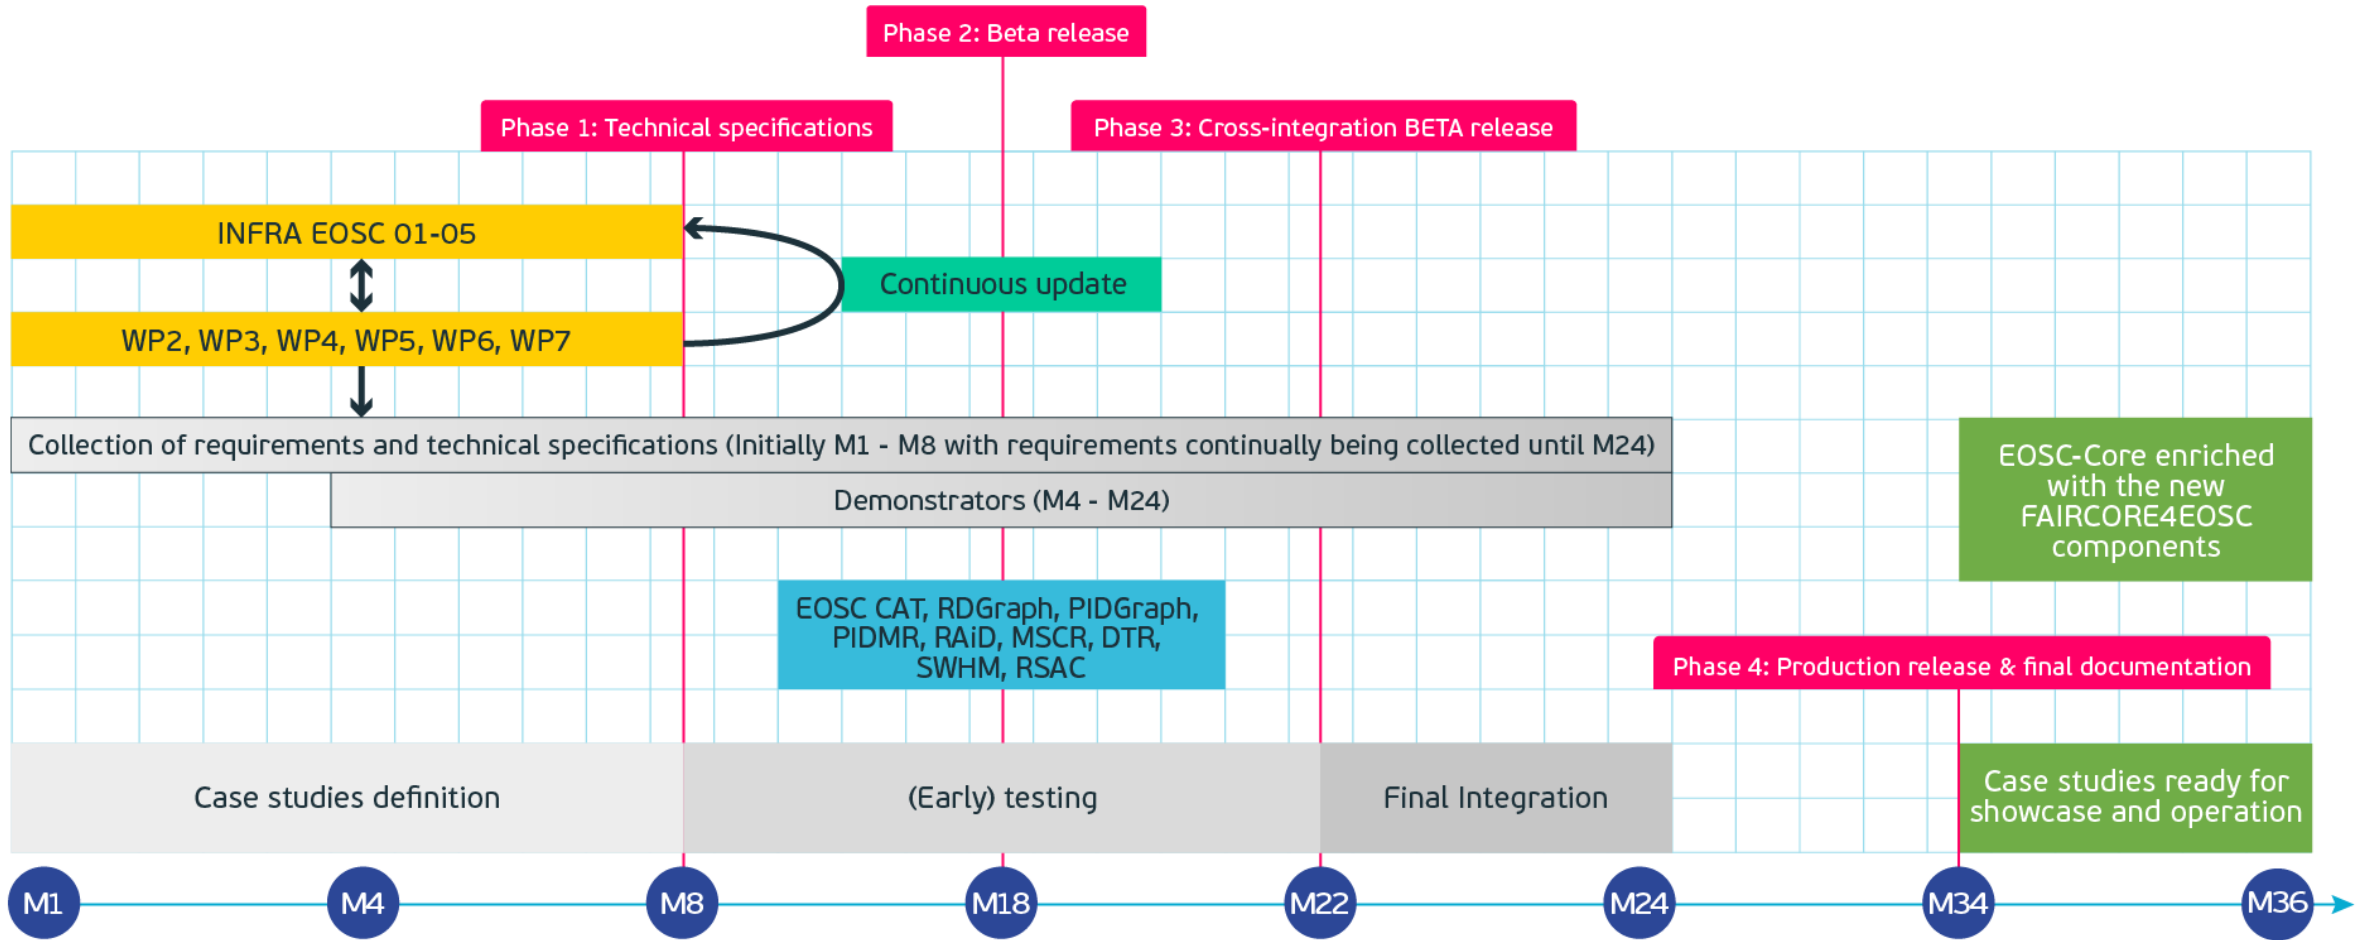 Phase 2: Beta release
Phase 1: Technical specifications
Phase 3: Cross-integration BETA release
INFRA EOSC 01-05
Continuous update
WP2, WP3, WP4, WP5, WP6, WP7
Collection of requirements and technical specifications (Initially M1 - M8 with requirements continually being collected until M24)
Demonstrators (M4 - M24)
EOSC-Core enriched
with the new
FAIRCORE4EOSC
components
EOSC CAT, RDGraph, PIDGraph,
PIDMR, RAiD, MSCR, DTR,
SWHM, RSAC
Phase 4: Production release & final documentation
Case studies definition
(Early) testing
Final Integration
Case studies ready for
showcase and operation
M1
M4
M8
M18
M22
M24
M34
M36